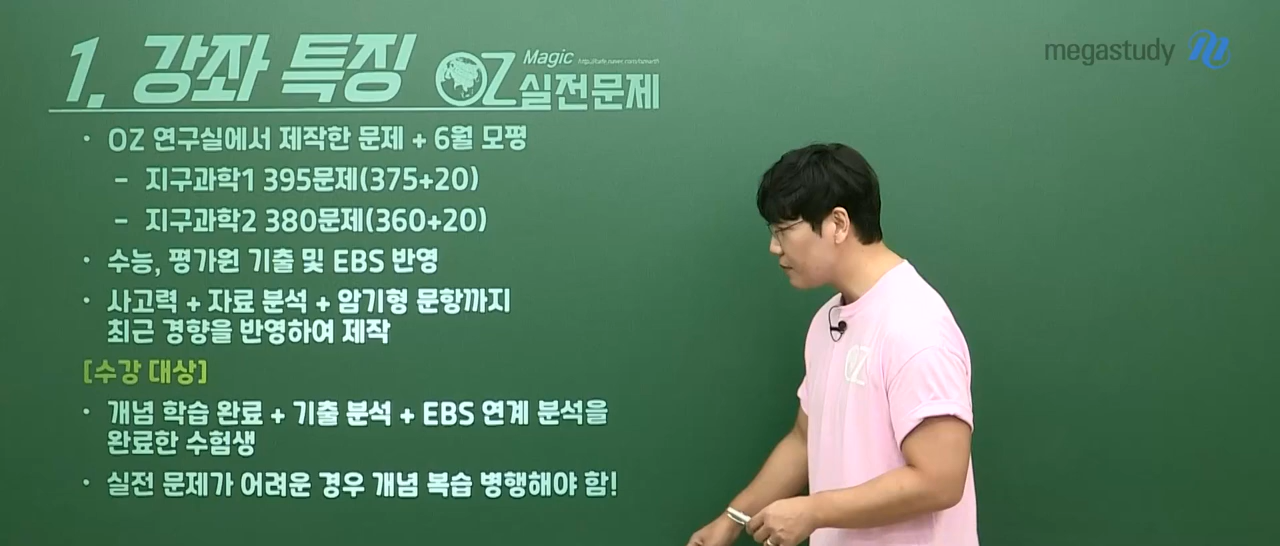 1. 강좌 특징 OZ Magic 실전문제
megastudy
· OZ 연구실에서 제작한 문제 + 6월 모평
- 지구과학1 395문제(375+20)
- 지구과학2 380문제(360+20)
· 수능, 평가원 기출 및 EBS 반영
· 사고력 + 자료 분석 + 암기형 문항까지
최근 경향을 반영하여 제작
[수강 대상]
· 개념 학습 완료 + 기출 분석 + EBS 연계 분석을
완료한 수험생
· 실전 문제가 어려운 경우 개념 복습 병행해야 함!
OZ